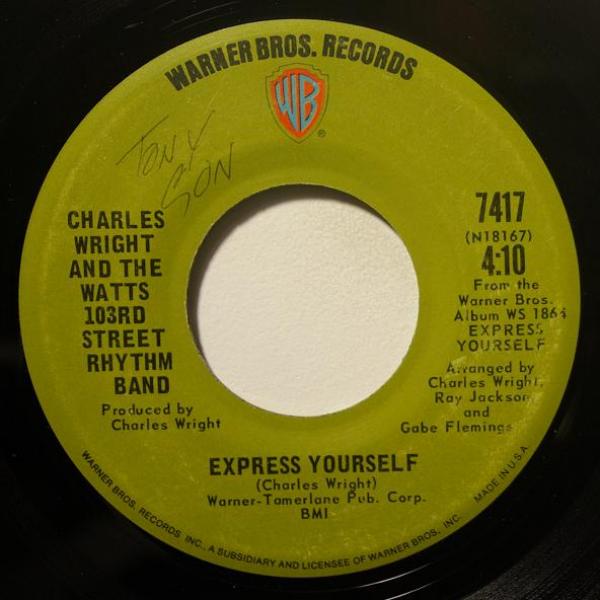 WARNER BROS. RECORDS
WB
®
TONY
SON
CHARLES
WRIGHT
AND THE
WATTS
103RD
STREET
RHYTHM
BAND
Produced by
Charles Wright
7417
(N18167)
4:10
From the
Warner Bros.
Album WS 1864
EXPRESS
YOURSELF
Arranged by
Charles Wright,
Ray Jackson
and
Gabe Flemings
EXPRESS YOURSELF
(Charles Wright)
Warner-Tamerlane Pub. Corp.
BMI
WARNER BROS. RECORDS INC., A SUBSIDIARY AND LICENSEE OF WARNER BROS. INC.
MADE IN U.S.A.